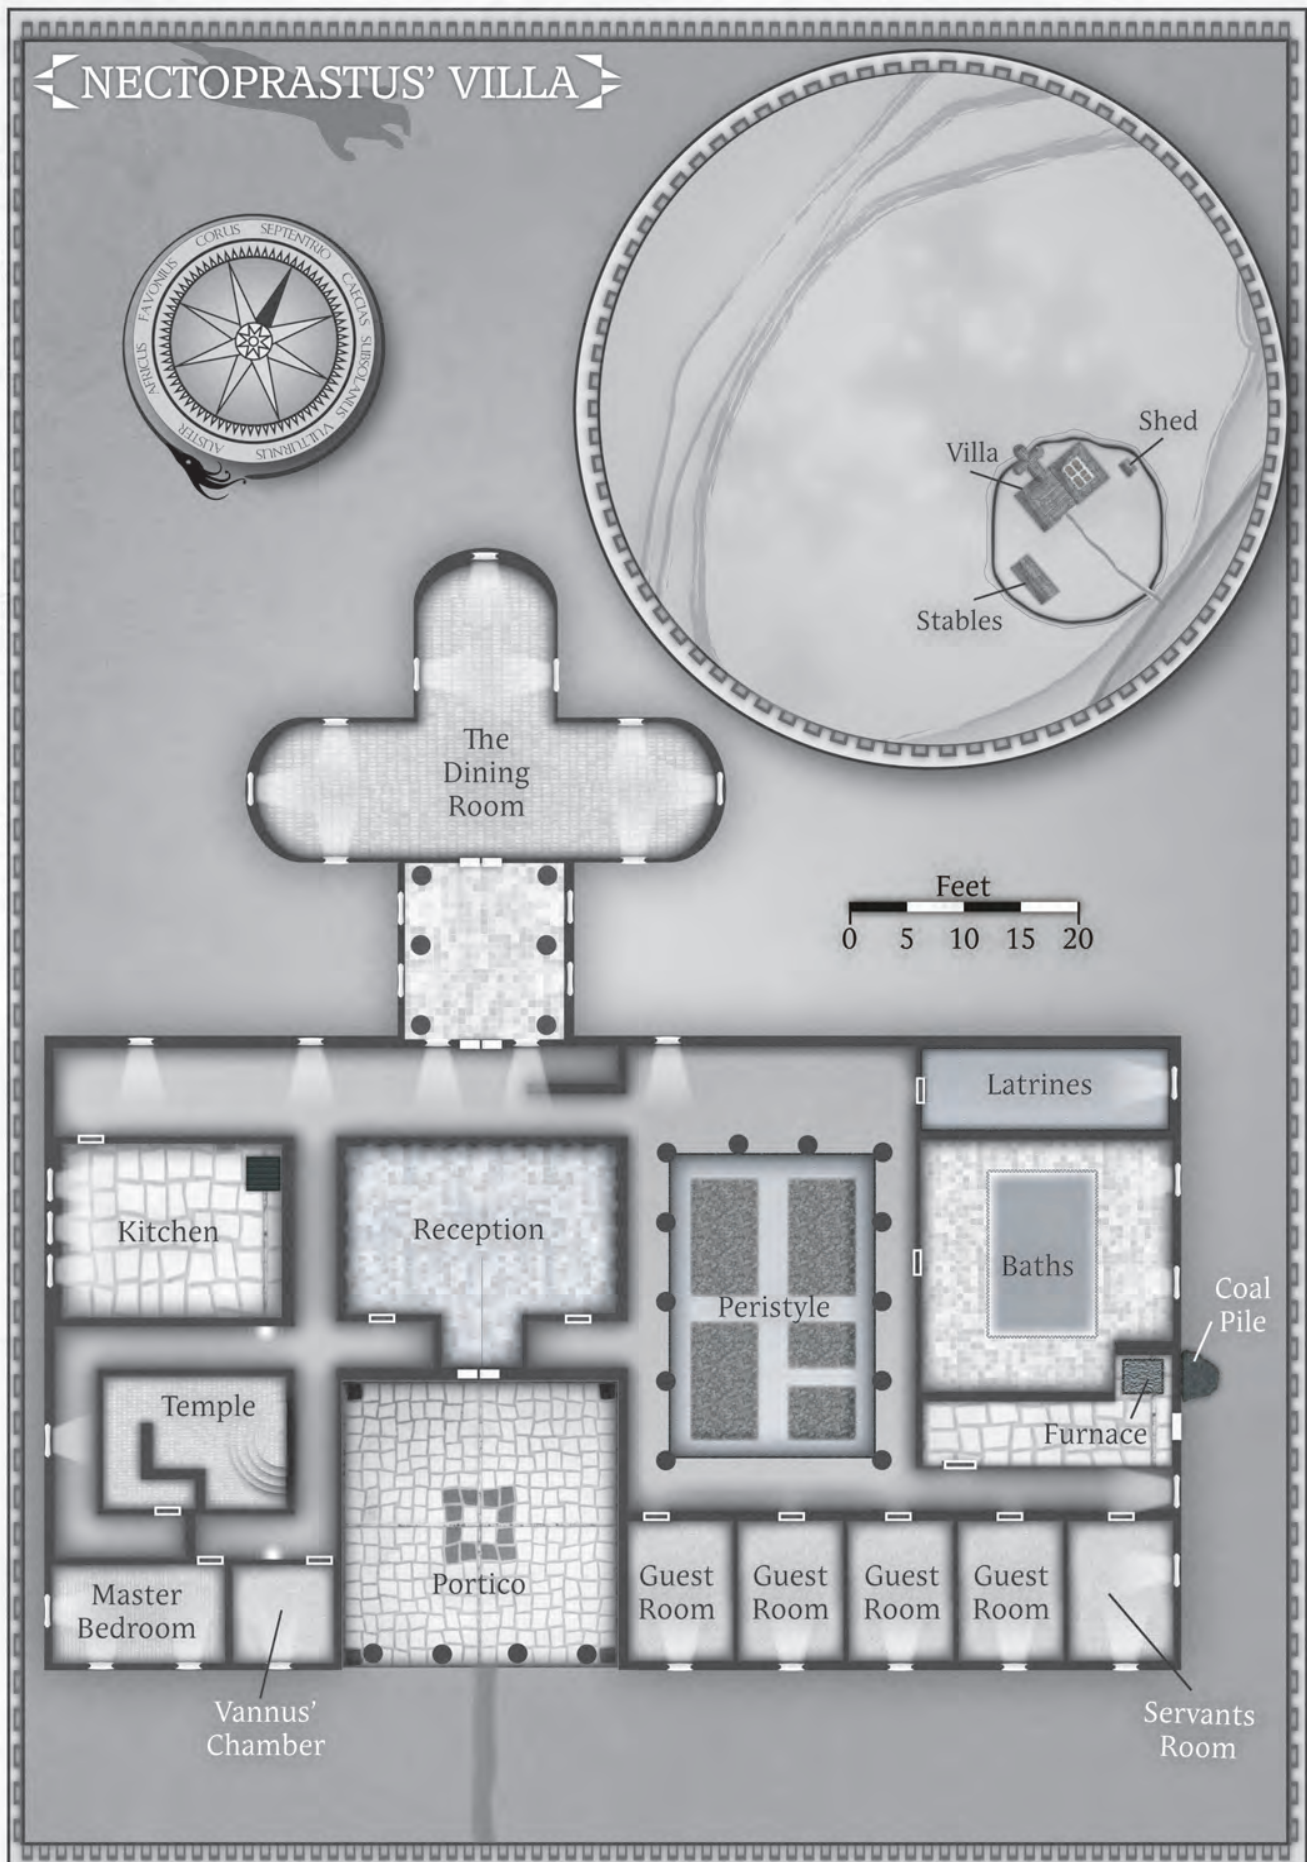 NECTOPRASTUS’ VILLA
CORUS
SEPTENTRIO
CAECIAS
SUBSOLANUS
VULTURNUS
AUSTER
AFRICUS
FAVONIUS
Shed
Villa
Stables
The
Dining
Room
Feet
0 5 10 15 20
Latrines
Kitchen
Reception
Baths
Peristyle
Coal
Pile
Temple
Furnace
Portico
Master
Bedroom
Guest
Room
Guest
Room
Guest
Room
Guest
Room
Vannus’
Chamber
Servants
Room